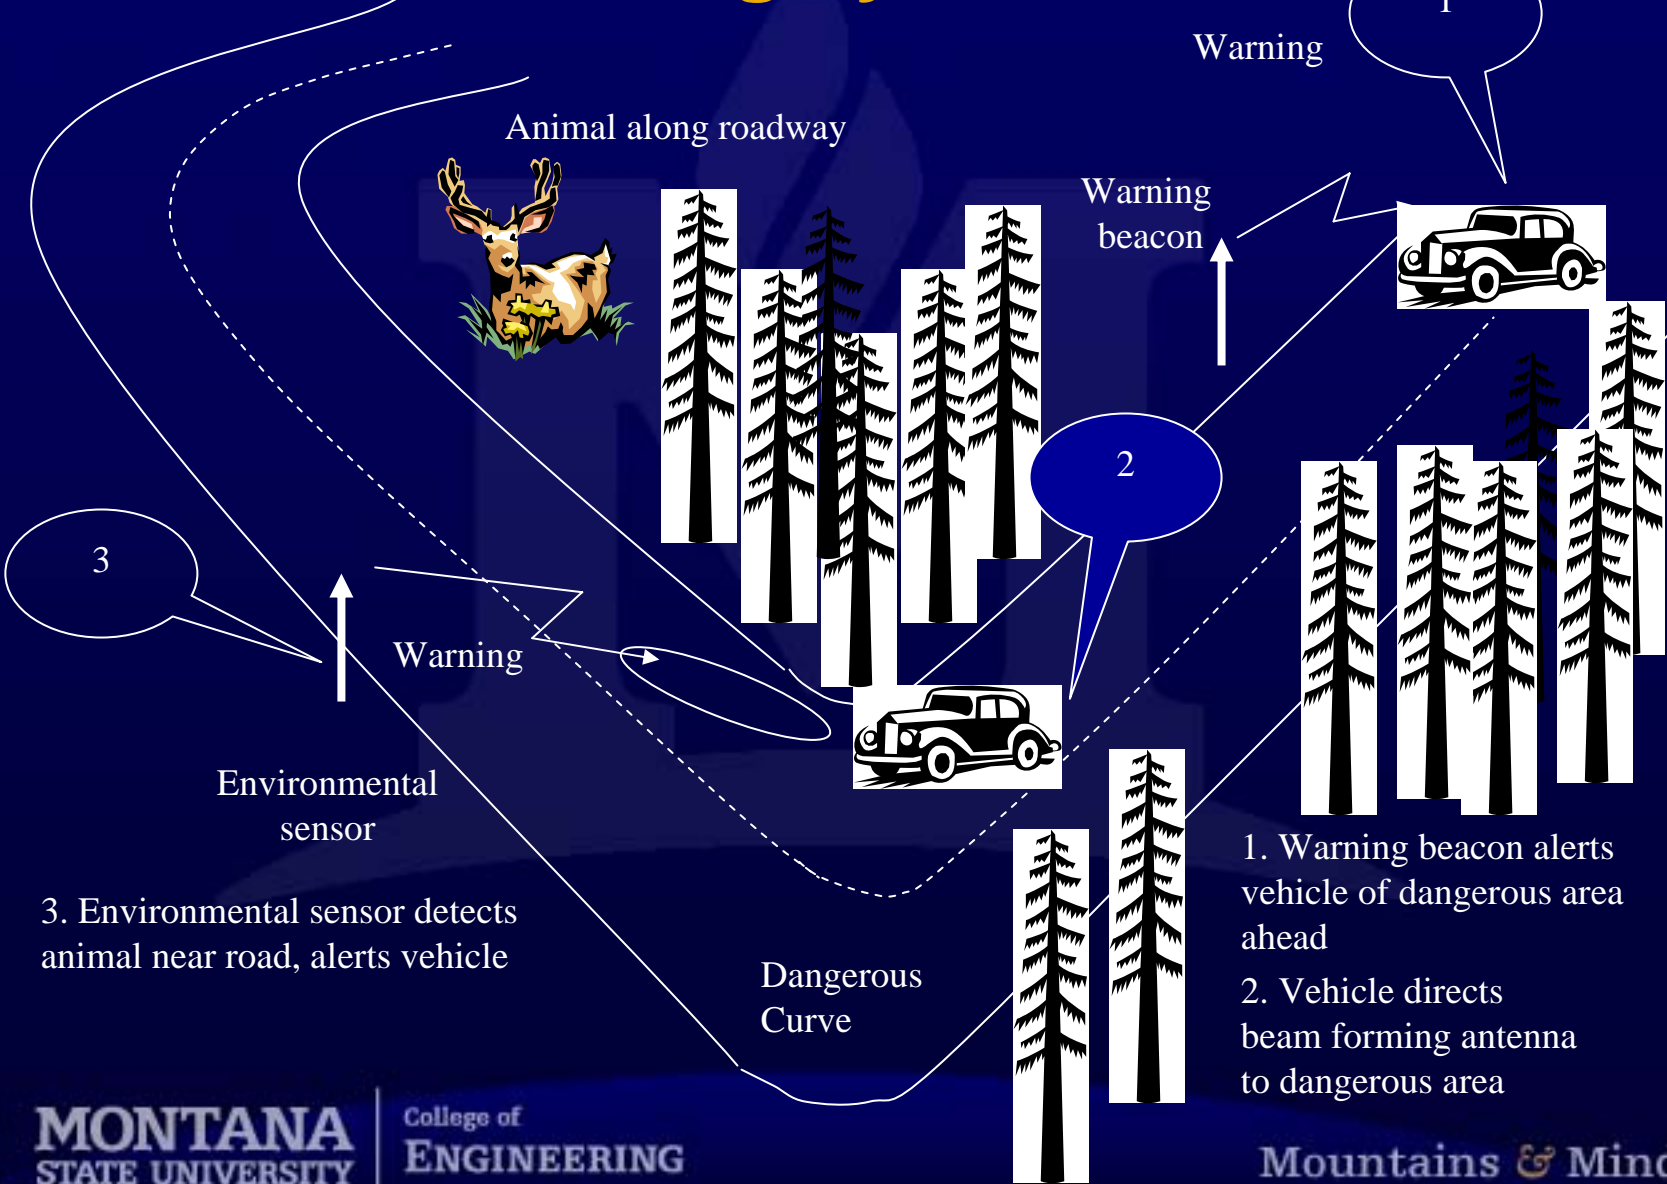 1
Warning
Animal along roadway
Warning
beacon
2
3
Warning
Environmental
sensor
1. Warning beacon alerts
vehicle of dangerous area
ahead
3. Environmental sensor detects
animal near road, alerts vehicle
Dangerous
Curve
2. Vehicle directs
beam forming antenna
to dangerous area
MONTANA
STATE UNIVERSITY
College of
ENGINEERING
Mountains & Mind